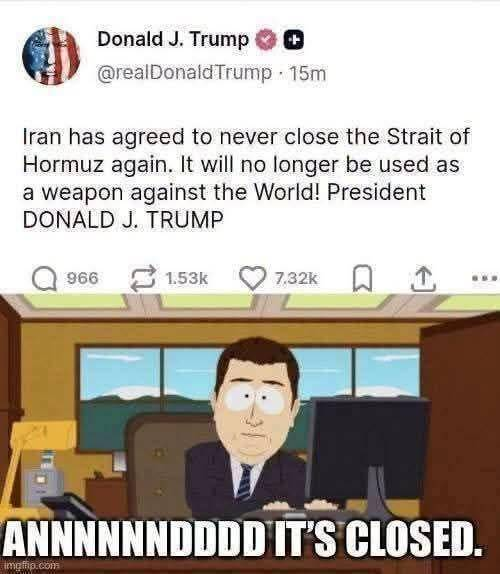 Donald J. Trump
@realDonaldTrump · 15m
Iran has agreed to never close the Strait of
Hormuz again. It will no longer be used as
a weapon against the World! President
DONALD J. TRUMP
966 1.53k 7.32k
ANNNNNNDDDD IT'S CLOSED.
imgflip.com